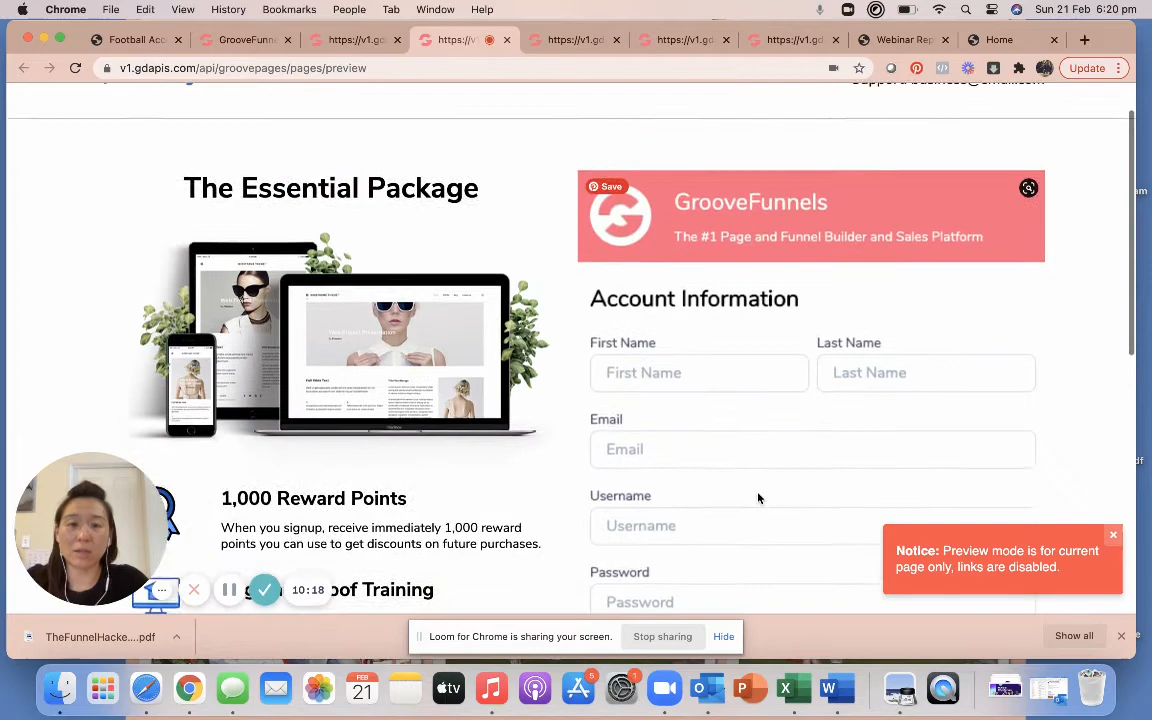 Chrome File Edit View History Bookmarks People Tab Window Help Sun 21 Feb 6:20 pm
Football Acc GrooveFunn https://v1.gd https://v1 https://v1.gd https://v1.gd https://v1.gd Webinar Rep Home
v1.gdapis.com/api/groovepages/pages/preview Update
The Essential Package
Save
GrooveFunnels
The #1 Page and Funnel Builder and Sales Platform
Account Information
First Name Last Name
First Name Last Name
Email
Email
Username
Username
Password
Password
1,000 Reward Points
When you signup, receive immediately 1,000 reward
points you can use to get discounts on future purchases.
oof Training
10:18
Notice: Preview mode is for current
page only, links are disabled.
TheFunnelHacke....pdf
Loom for Chrome is sharing your screen. Stop sharing Hide
Show all
FEB
21
tv
5
1